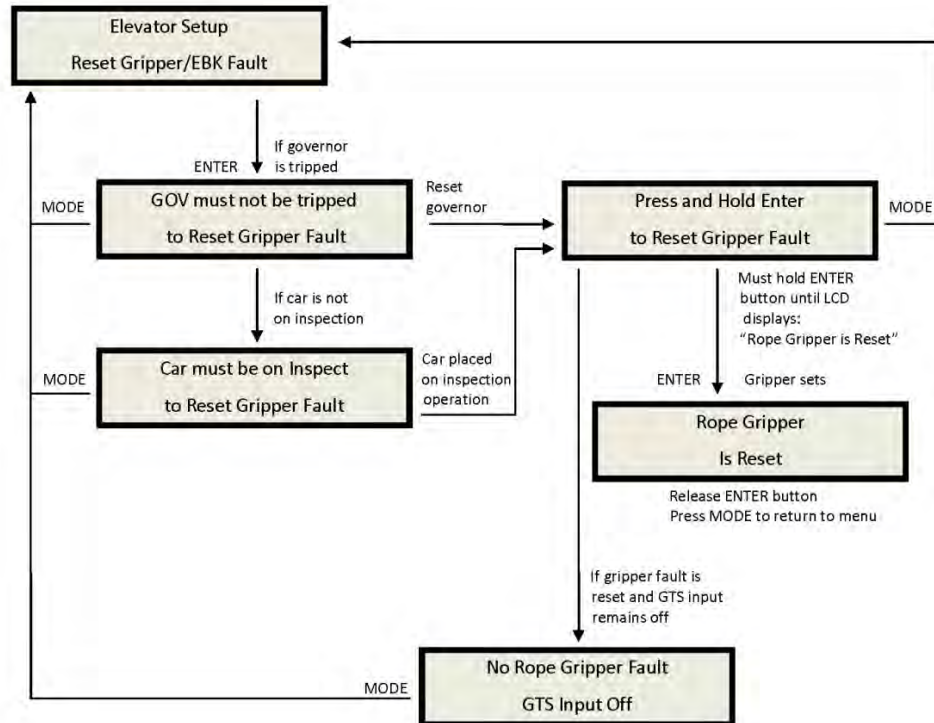 Elevator Setup
Reset Gripper/EBK Fault
If governor
is tripped
ENTER
MODE
GOV must not be tripped
to Reset Gripper Fault
Reset
governor
Press and Hold Enter
to Reset Gripper Fault
MODE
If car is not
on inspection
Must hold ENTER
button until LCD
displays:
"Rope Gripper is Reset"
MODE
Car must be on Inspect
to Reset Gripper Fault
Car placed
on inspection
operation
ENTER
Gripper sets
Rope Gripper
Is Reset
Release ENTER button
Press MODE to return to menu
If gripper fault is
reset and GTS input
remains off
MODE
No Rope Gripper Fault
GTS Input Off